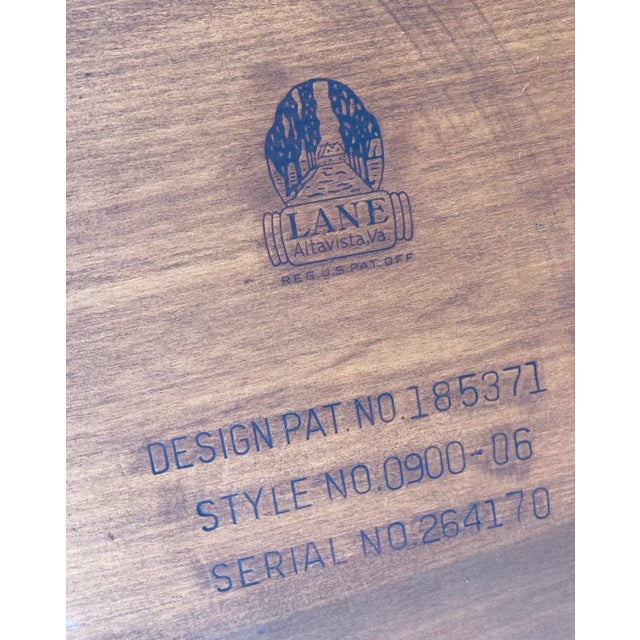 LANE
AltaVista, Va.
REG. U.S. PAT. OFF
DESIGN PAT. NO. 185371
STYLE NO. 0900-06
SERIAL NO. 264170